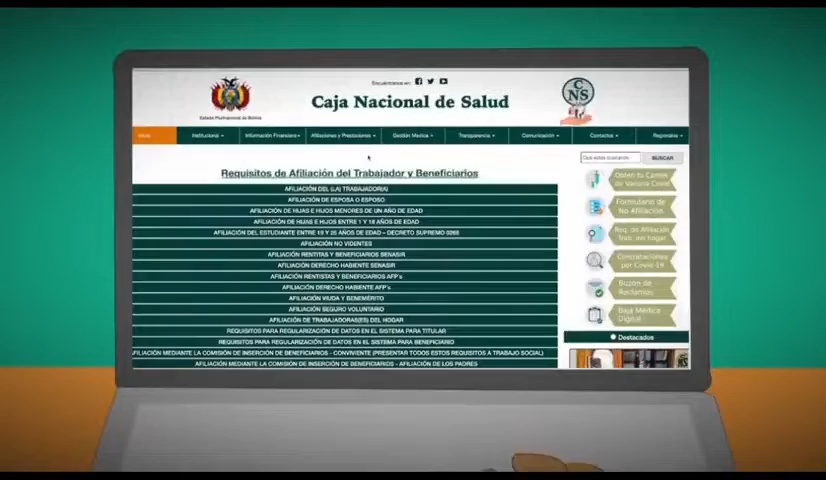 Encuéntranos en:
Caja Nacional de Salud
CNS
Estado Plurinacional de Bolivia
Inicio
Institucional
Información Financiera
Afiliaciones y Prestaciones
Gestión Médica
Transparencia
Comunicación
Contactos
Regionales
Que estas buscando
BUSCAR
Requisitos de Afiliación del Trabajador y Beneficiarios
AFILIACIÓN DEL (LA) TRABAJADOR(A)
AFILIACIÓN DE ESPOSA O ESPOSO
AFILIACIÓN DE HIJAS E HIJOS MENORES DE UN AÑO DE EDAD
AFILIACIÓN DE HIJAS E HIJOS ENTRE 1 Y 18 AÑOS DE EDAD
AFILIACIÓN DEL ESTUDIANTE ENTRE 19 Y 25 AÑOS DE EDAD – DECRETO SUPREMO 0268
AFILIACIÓN NO VIDENTES
AFILIACIÓN RENTITAS Y BENEFICIARIOS SENASIR
AFILIACIÓN DERECHO HABIENTE SENASIR
AFILIACIÓN RENTISTAS Y BENEFICIARIOS AFP's
AFILIACIÓN DERECHO HABIENTE AFP's
AFILIACIÓN VIUDA Y BENEMÉRITO
AFILIACIÓN SEGURO VOLUNTARIO
AFILIACIÓN DE TRABAJADORAS(ES) DEL HOGAR
REQUISITOS PARA REGULARIZACIÓN DE DATOS EN EL SISTEMA PARA TITULAR
REQUISITOS PARA REGULARIZACIÓN DE DATOS EN EL SISTEMA PARA BENEFICIARIO
AFILIACIÓN MEDIANTE LA COMISIÓN DE INSERCIÓN DE BENEFICIARIOS - CONVIVIENTE (PRESENTAR TODOS ESTOS REQUISITOS A TRABAJO SOCIAL)
AFILIACIÓN MEDIANTE LA COMISIÓN DE INSERCIÓN DE BENEFICIARIOS - AFILIACIÓN DE LOS PADRES
Obten tu Carnet
de Vacuna Covid
Formulario de
No Afiliación
Req. de Afiliación
Trab. del hogar
Contrataciones
por Covid-19
Buzón de
Reclamos
Baja Médica
Digital
Destacados